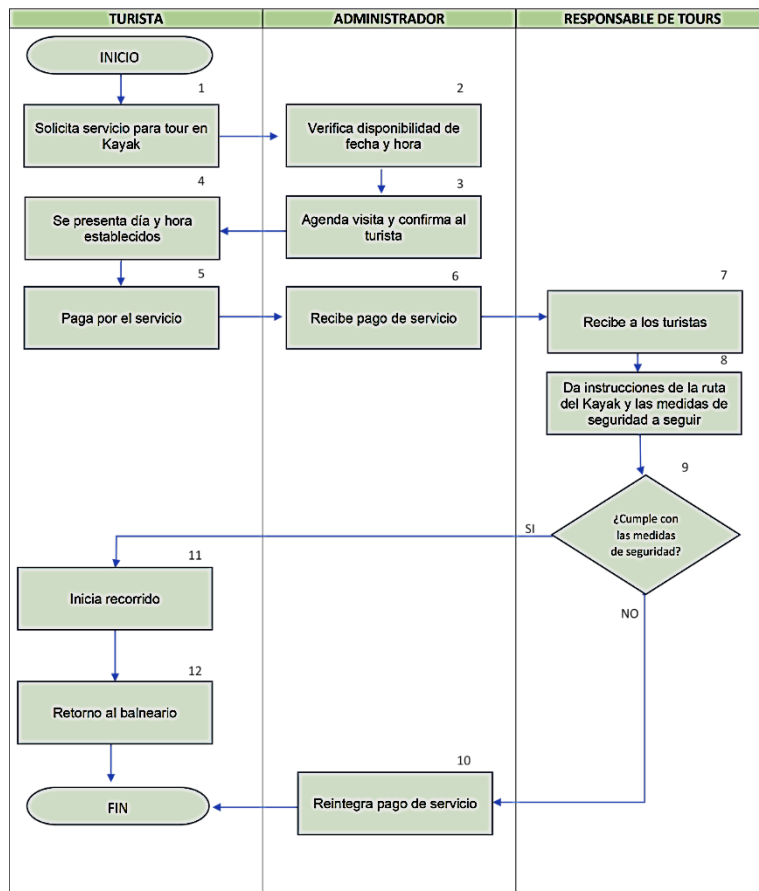 TURISTA
ADMINISTRADOR
RESPONSABLE DE TOURS
INICIO
1
Solicita servicio para tour en
Kayak
2
Verifica disponibilidad de
fecha y hora
3
Agenda visita y confirma al
turista
4
Se presenta día y hora
establecidos
5
Paga por el servicio
6
Recibe pago de servicio
7
Recibe a los turistas
8
Da instrucciones de la ruta
del Kayak y las medidas de
seguridad a seguir
9
¿Cumple con
las medidas
de seguridad?
SI
NO
11
Inicia recorrido
12
Retorno al balneario
10
Reintegra pago de servicio
FIN